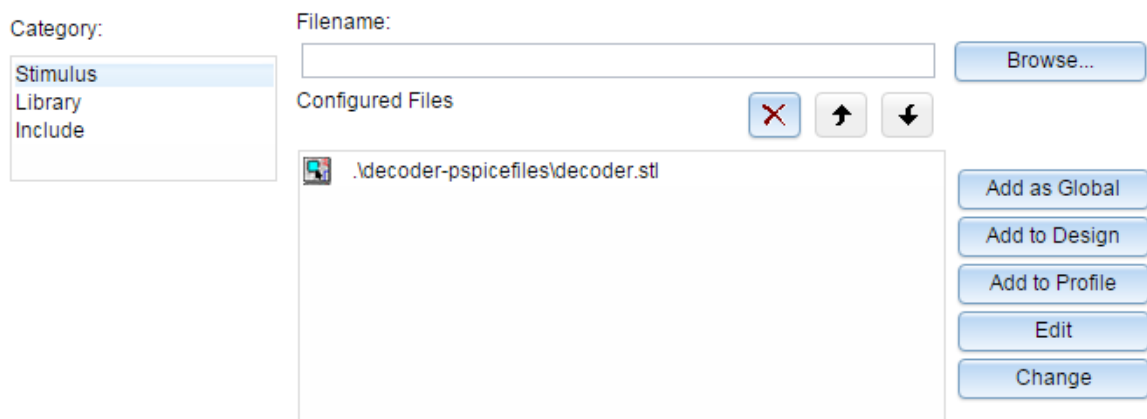 Category:
Stimulus
Library
Include
Filename:
Browse...
Configured Files
.\decoder-pspicefiles\decoder.stl
Add as Global
Add to Design
Add to Profile
Edit
Change